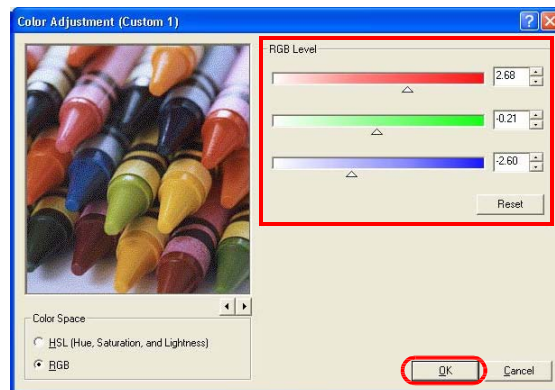 Color Adjustment (Custom 1)
RGB Level
2.68
-0.21
-2.60
Reset
Color Space
HSL (Hue, Saturation, and Lightness)
RGB
OK
Cancel